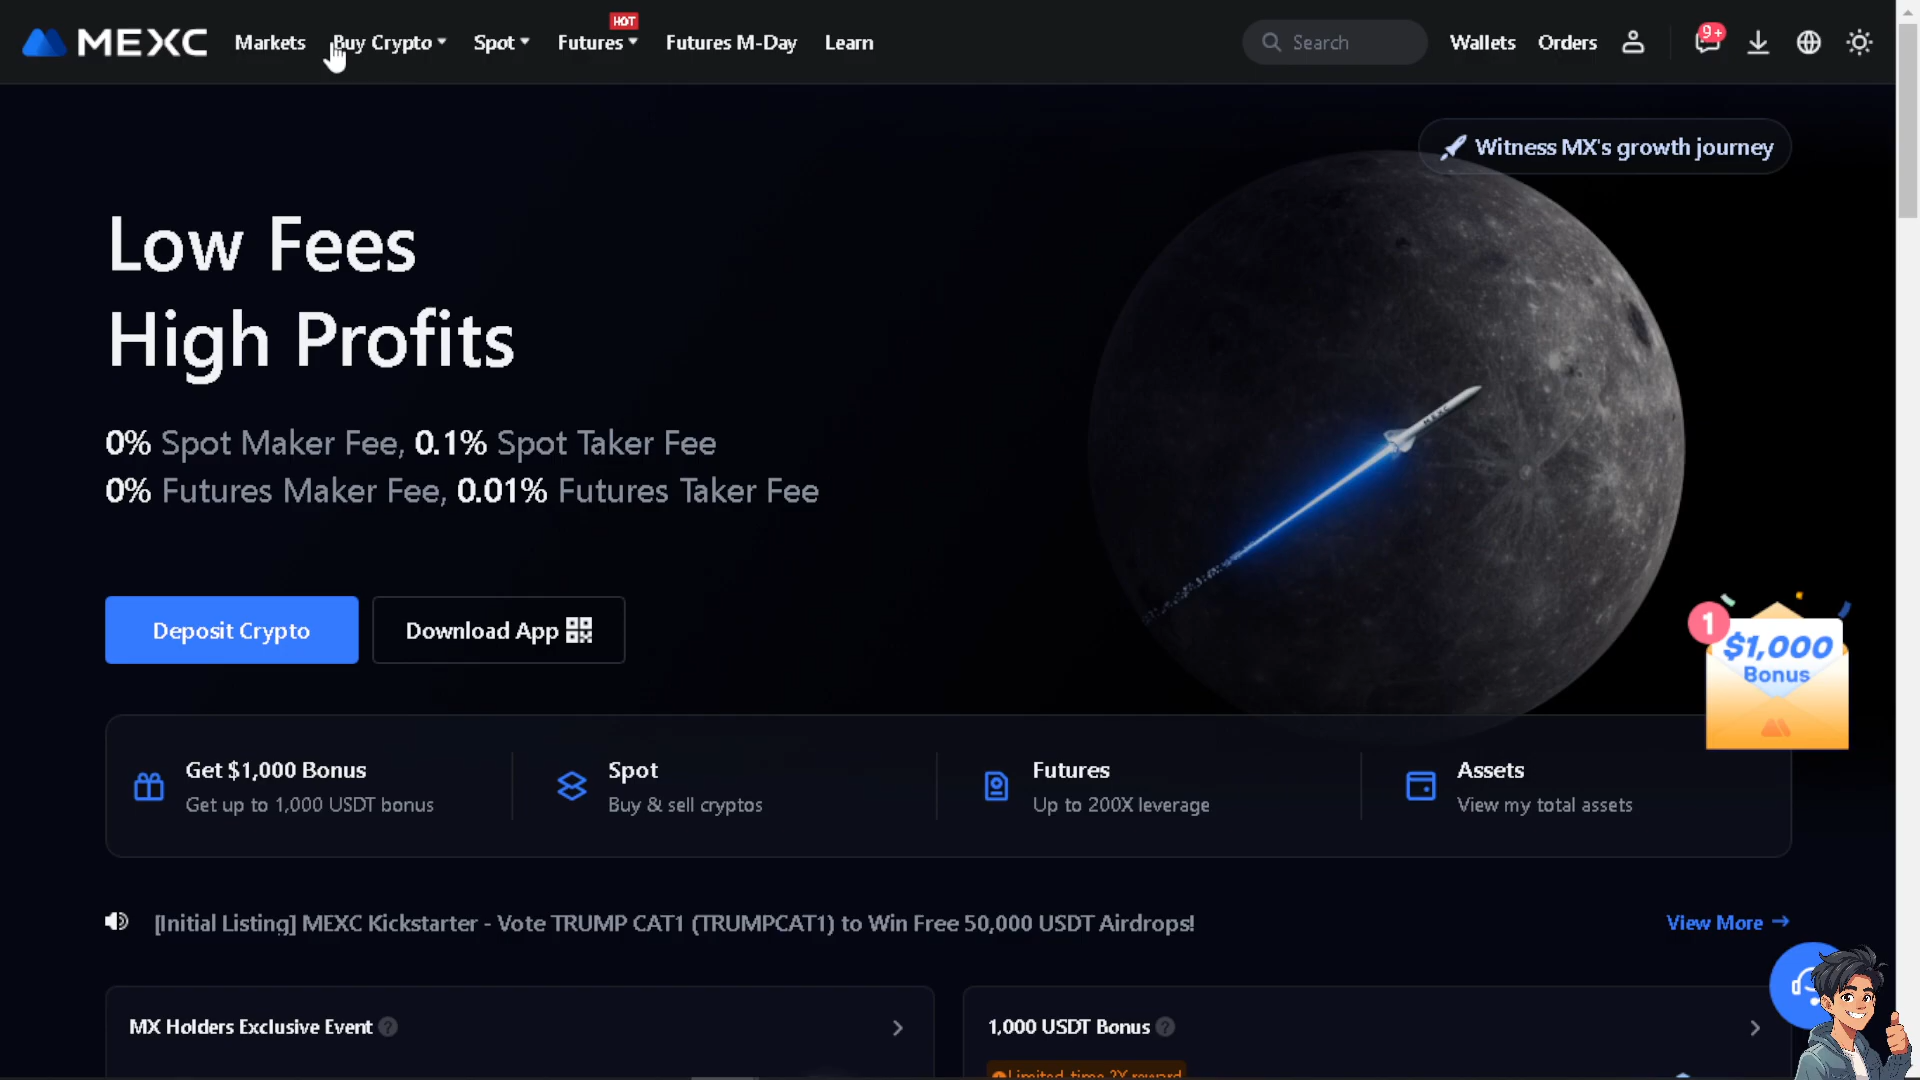 MEXC Markets Buy Crypto Spot Futures HOT Futures M-Day Learn Search Wallets Orders 9+
Witness MX's growth journey
Low Fees
High Profits
0% Spot Maker Fee, 0.1% Spot Taker Fee
0% Futures Maker Fee, 0.01% Futures Taker Fee
MEXC
Deposit Crypto
Download App
1
$1,000
Bonus
Get $1,000 Bonus
Get up to 1,000 USDT bonus
Spot
Buy & sell cryptos
Futures
Up to 200X leverage
Assets
View my total assets
[Initial Listing] MEXC Kickstarter - Vote TRUMP CAT1 (TRUMPCAT1) to Win Free 50,000 USDT Airdrops!
View More
MX Holders Exclusive Event ?
1,000 USDT Bonus ?
Limited-time 2X reward